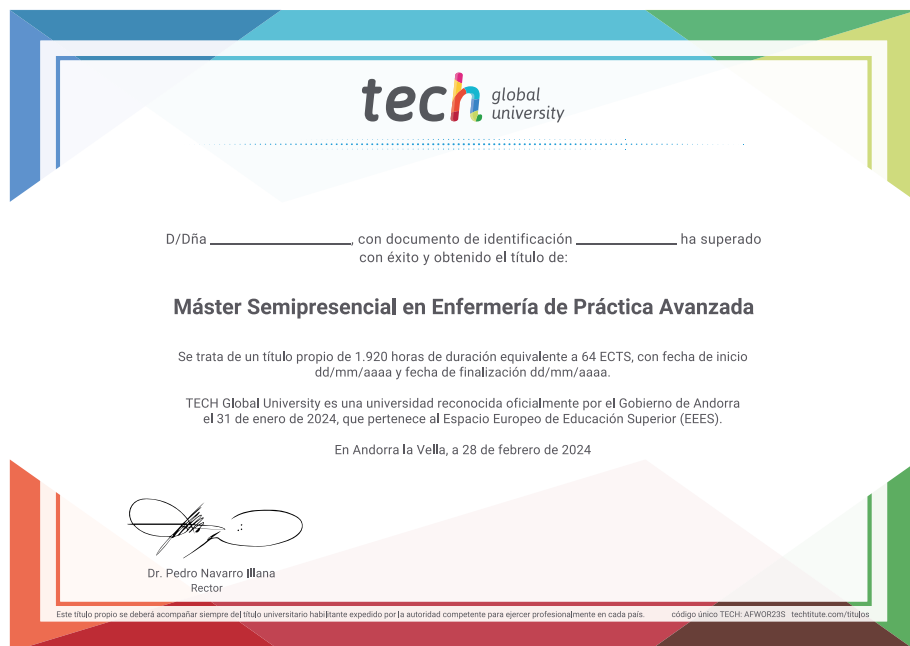 tech global university
D/Dña ________________, con documento de identificación ____________ ha superado
con éxito y obtenido el título de:
Máster Semipresencial en Enfermería de Práctica Avanzada
Se trata de un título propio de 1.920 horas de duración equivalente a 64 ECTS, con fecha de inicio
dd/mm/aaaa y fecha de finalización dd/mm/aaaa.
TECH Global University es una universidad reconocida oficialmente por el Gobierno de Andorra
el 31 de enero de 2024, que pertenece al Espacio Europeo de Educación Superior (EEES).
En Andorra la Vella, a 28 de febrero de 2024
Dr. Pedro Navarro Illana
Rector
Este título propio se deberá acompañar siempre del título universitario habilitante expedido por la autoridad competente para ejercer profesionalmente en cada país. código único TECH: AFWOR23S techtitute.com/titulos